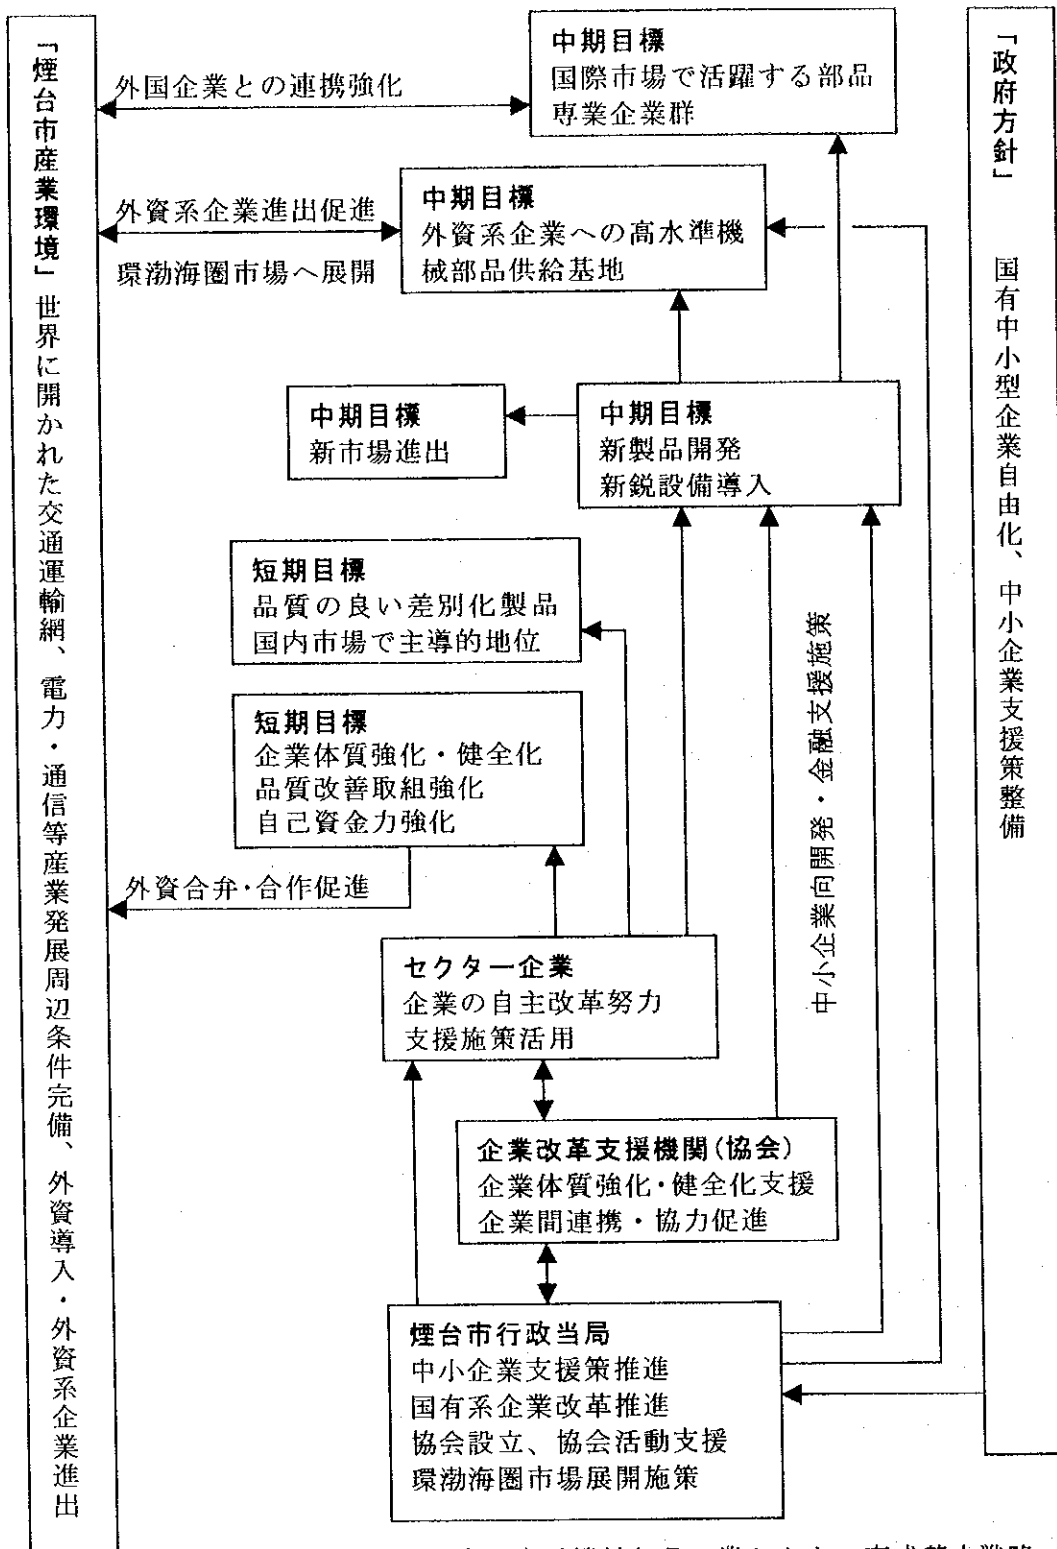 「煙台市産業環境」世界に開かれた交通運輸網、電力・通信等産業発展周辺条件完備、外資導入・外資系企業進出
外国企業との連携強化
中期目標
国際市場で活躍する部品
専業企業群
外資系企業進出促進
環渤海圏市場へ展開
中期目標
外資系企業への高水準機
械部品供給基地
中期目標
新市場進出
中期目標
新製品開発
新鋭設備導入
短期目標
品質の良い差別化製品
国内市場で主導的地位
短期目標
企業体質強化・健全化
品質改善取組強化
自己資金力強化
外資合弁・合作促進
中小企業向開発・金融支援施策
セクター企業
企業の自主改革努力
支援施策活用
企業改革支援機関(協会)
企業体質強化・健全化支援
企業間連携・協力促進
煙台市行政当局
中小企業支援策推進
国有系企業改革推進
協会設立、協会活動支援
環渤海圏市場展開施策
「政府方針」 国有中小型企業自由化、中小企業支援策整備